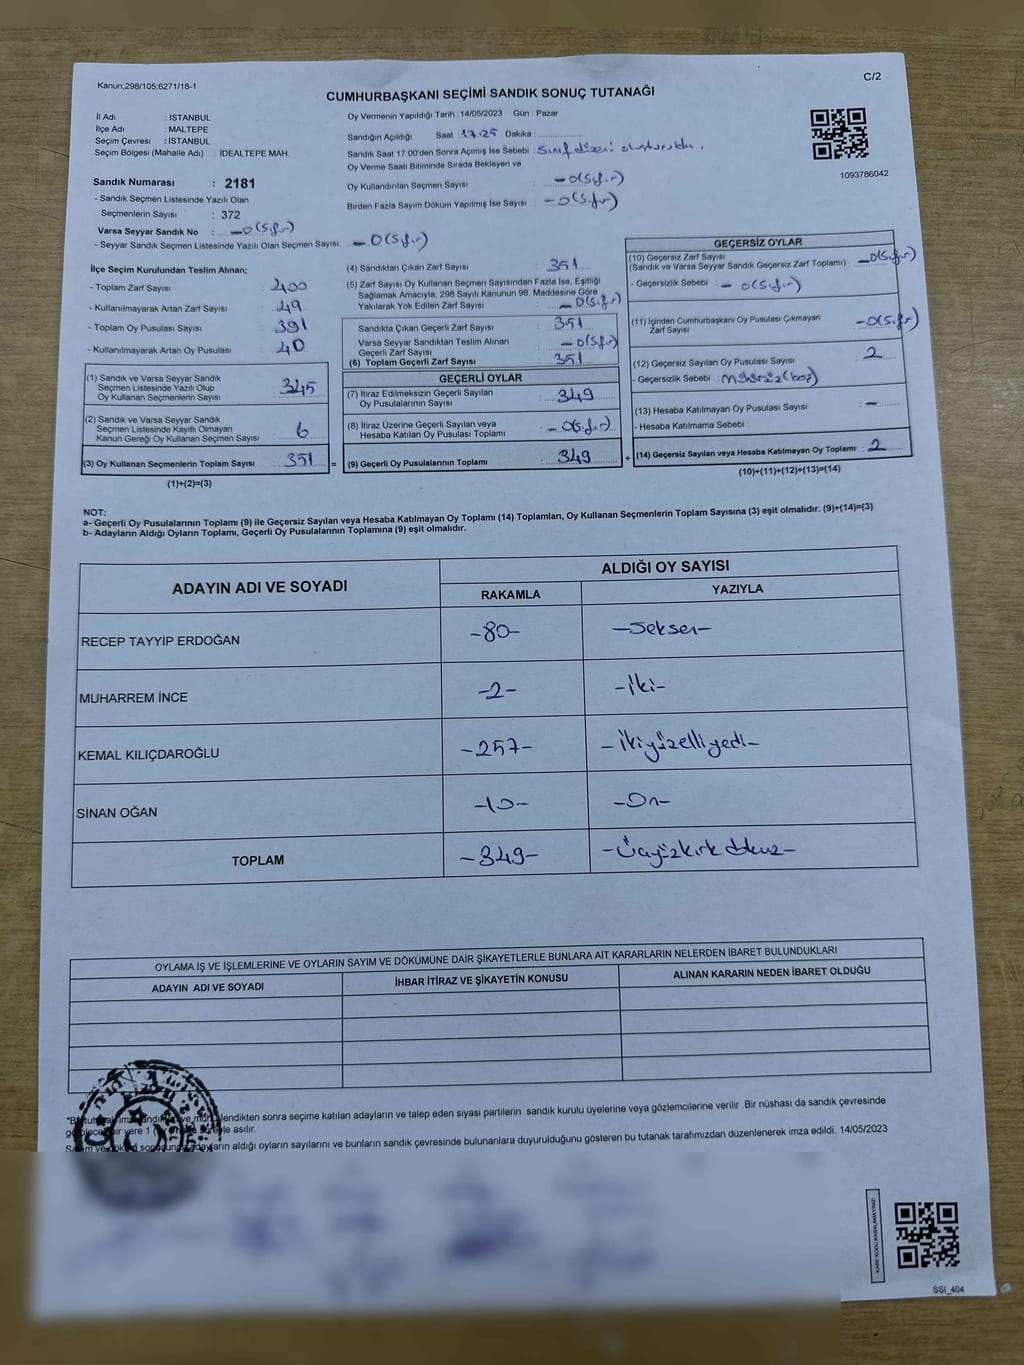 Kanun;298/105,6271/18-1
C/2
CUMHURBAŞKANI SEÇİMİ SANDIK SONUÇ TUTANAĞI
İl Adı : İSTANBUL
İlçe Adı : MALTEPE
Seçim Çevresi : İSTANBUL
Seçim Bölgesi (Mahalle Adı) : İDEALTEPE MAH.
Sandık Numarası : 2181
- Sandık Seçmen Listesinde Yazılı Olan
Seçmenlerin Sayısı : 372
Varsa Seyyar Sandık No : -0(Sıfır)
- Seyyar Sandık Seçmen Listesinde Yazılı Olan Seçmen Sayısı: -0(Sıfır)
Oy Vermenin Yapıldığı Tarih :14/05/2023 Gün : Pazar
Sandığın Açıldığı Saat :17.25 Dakika :
Sandık Saat 17:00'den Sonra Açımış İse Sebebi : Sınıf düzeni oluşturuldu.
Oy Verme Saati Bitiminde Sırada Bekleyen ve
Oy Kullandırılan Seçmen Sayısı : -0(Sıfır)
Birden Fazla Sayım Döküm Yapılmış İse Sayısı : -0(Sıfır)
1093786042
İlçe Seçim Kurulundan Teslim Alınan;
- Toplam Zarf Sayısı : 400
- Kullanılmayarak Artan Zarf Sayısı : 49
- Toplam Oy Pusulası Sayısı : 391
- Kullanılmayarak Artan Oy Pusulası : 40
(1) Sandık ve Varsa Seyyar Sandık
Seçmen Listesinde Yazılı Olup
Oy Kullanan Seçmenlerin Sayısı : 345
(2) Sandık ve Varsa Seyyar Sandık
Seçmen Listesinde Kayıtlı Olmayan
Kanun Gereği Oy Kullanan Seçmen Sayısı : 6
(3) Oy Kullanan Seçmenlerin Toplam Sayısı : 351 =
(1)+(2)=(3)
(4) Sandıktan Çıkan Zarf Sayısı : 351
(5) Zarf Sayısı Oy Kullanan Seçmen Sayısından Fazla İse, Eşitliği
Sağlamak Amacıyla, 298 Sayılı Kanunun 98. Maddesine Göre
Yakılarak Yok Edilen Zarf Sayısı : -0(Sıfır)
Sandıkta Çıkan Geçerli Zarf Sayısı : 351
Varsa Seyyar Sandıktan Teslim Alınan
Geçerli Zarf Sayısı : -0(Sıfır)
(6) Toplam Geçerli Zarf Sayısı : 351
GEÇERLİ OYLAR
(7) İtiraz Edilmeksizin Geçerli Sayılan
Oy Pusulalarının Sayısı : 349
(8) İtiraz Üzerine Geçerli Sayılan veya
Hesaba Katılan Oy Pusulası Toplamı : -0(Sıfır)
(9) Geçerli Oy Pusulalarının Toplamı : 349 +
GEÇERSİZ OYLAR
(10) Geçersiz Zarf Sayısı
(Sandık ve Varsa Seyyar Sandık Geçersiz Zarf Toplamı) : -0(Sıfır)
- Geçersizlik Sebebi : -0(Sıfır)
(11) İçinden Cumhurbaşkanı Oy Pusulası Çıkmayan
Zarf Sayısı : -0(Sıfır)
(12) Geçersiz Sayılan Oy Pusulası Sayısı : 2
- Geçersizlik Sebebi : Mühürsüz(boş)
(13) Hesaba Katılmayan Oy Pusulası Sayısı : -
- Hesaba Katılmama Sebebi :
(14) Geçersiz Sayılan veya Hesaba Katılmayan Oy Toplamı : 2
(10)+(11)+(12)+(13)=(14)
NOT:
a- Geçerli Oy Pusulalarının Toplamı (9) ile Geçersiz Sayılan veya Hesaba Katılmayan Oy Toplamı (14) Toplamları, Oy Kullanan Seçmenlerin Toplam Sayısına (3) eşit olmalıdır. (9)+(14)=(3)
b- Adayların Aldığı Oyların Toplamı, Geçerli Oy Pusulalarının Toplamına (9) eşit olmalıdır.
ADAYIN ADI VE SOYADI
ALDIĞI OY SAYISI
RAKAMLA YAZIYLA
RECEP TAYYİP ERDOĞAN -80- -Seksen-
MUHARREM İNCE -2- -İki-
KEMAL KILIÇDAROĞLU -257- -İkiyüzelliyedi-
SİNAN OĞAN -10- -On-
TOPLAM -349- -Üçyüzkırkdokuz-
OYLAMA İŞ VE İŞLEMLERİNE VE OYLARIN SAYIM VE DÖKÜMÜNE DAİR ŞİKAYETLERLE BUNLARA AİT KARARLARIN NELERDEN İBARET BULUNDUKLARI
ADAYIN ADI VE SOYADI İHBAR İTİRAZ VE ŞİKAYETİN KONUSU ALINAN KARARIN NEDEN İBARET OLDUĞU
sonra seçime katılan adayların ve talep eden siyasi partilerin sandık kurulu üyelerine veya gözlemcilerine verilir .Bir nüshası da sandık çevresinde
yere 1 asılır.
aldığı oyların sayılarını ve bunların sandık çevresinde bulunanlara duyurulduğunu gösteren bu tutanak tarafımızdan düzenlenerek imza edildi. 14/05/2023
KARE KODU KARALAMAYINIZ!
SSİ_404